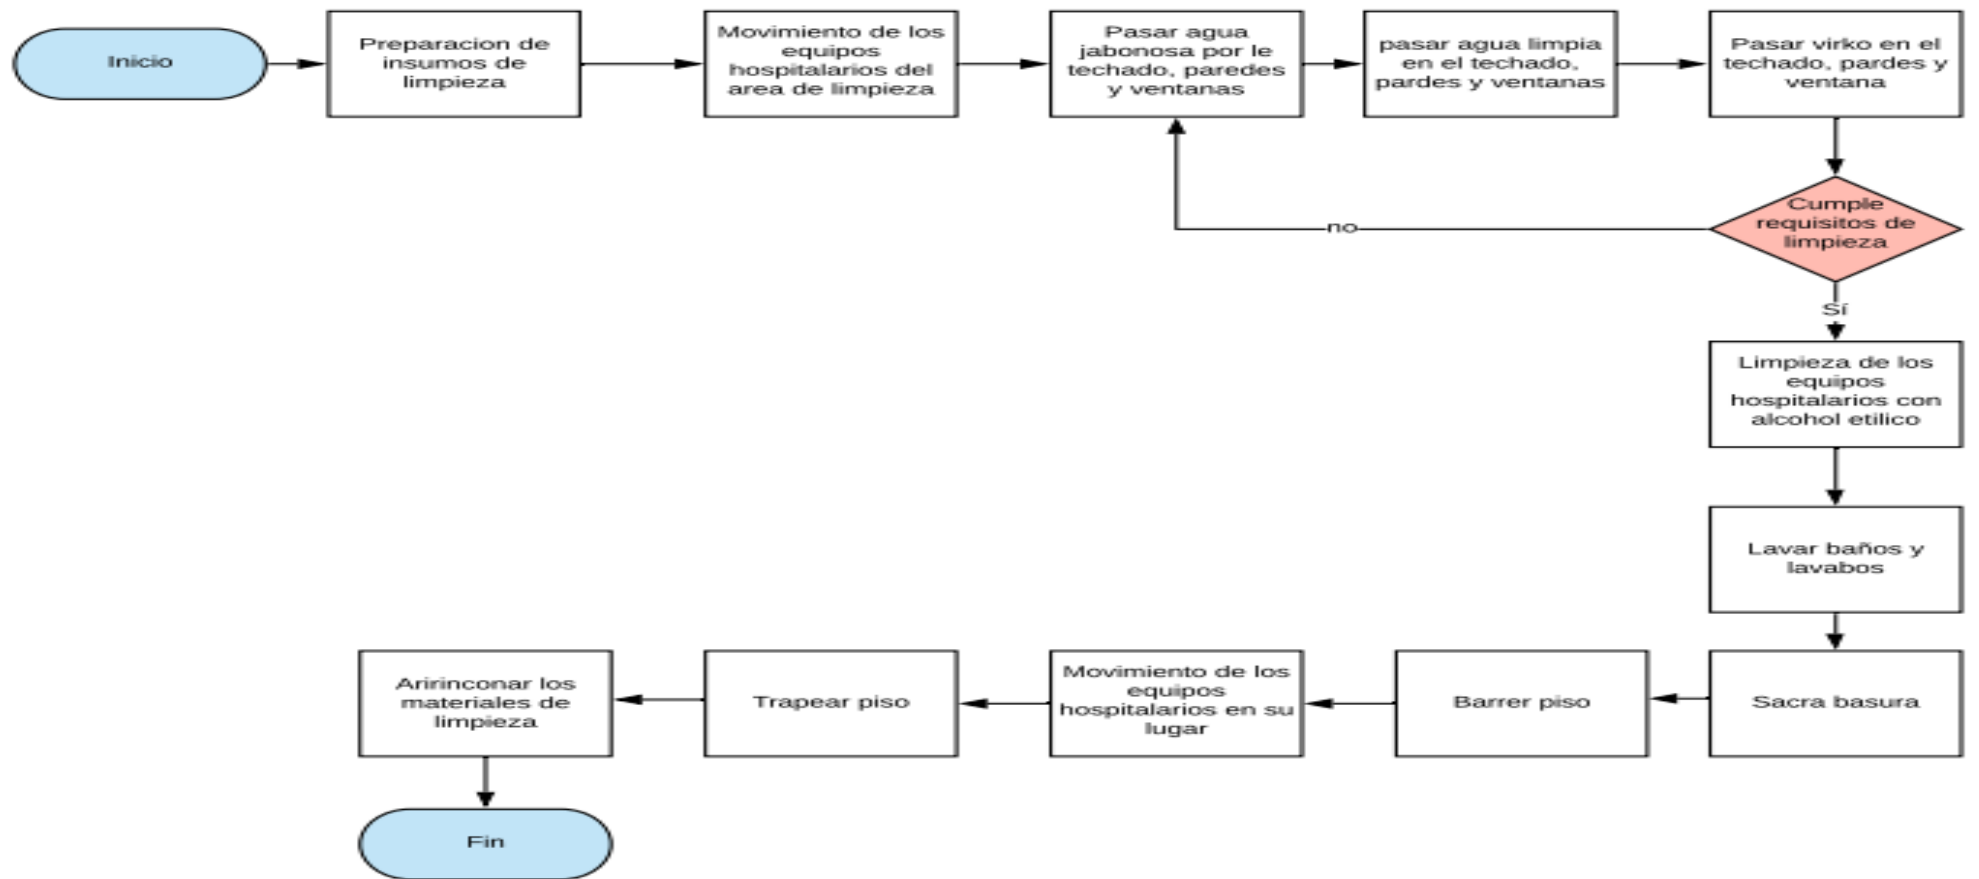 Inicio
Preparacion de
insumos de
limpieza
Movimiento de los
equipos
hospitalarios del
area de limpieza
Pasar agua
jabonosa por le
techado, paredes
y ventanas
pasar agua limpia
en el techado,
pardes y ventanas
Pasar virko en el
techado, pardes y
ventana
Cumple
requisitos de
limpieza
no
Sí
Limpieza de los
equipos
hospitalarios con
alcohol etilico
Lavar baños y
lavabos
Sacra basura
Barrer piso
Movimiento de los
equipos
hospitalarios en su
lugar
Trapear piso
Aririnconar los
materiales de
limpieza
Fin